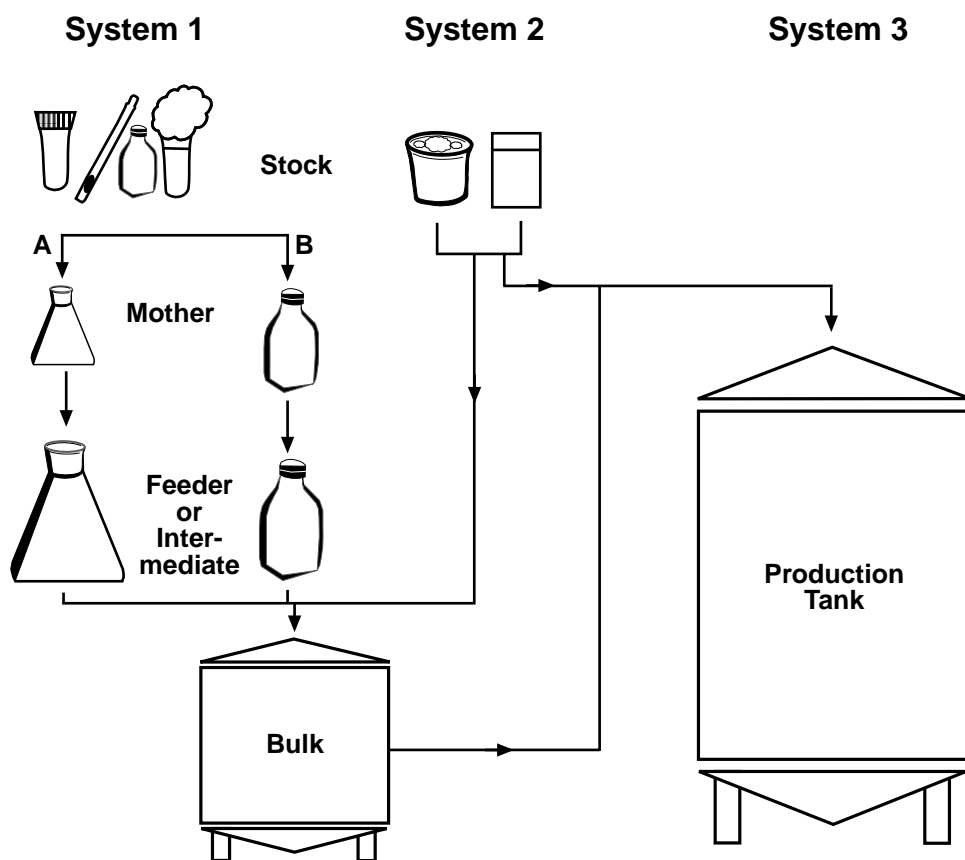 System 1
System 2
System 3
Stock
A
B
Mother
Feeder
or
Inter-
mediate
Production
Tank
Bulk